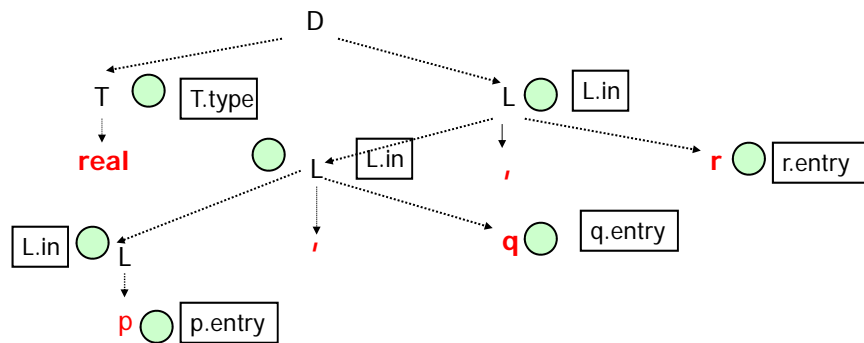 D
T T.type L L.in
real L L.in , r r.entry
L.in L , q q.entry
p p.entry